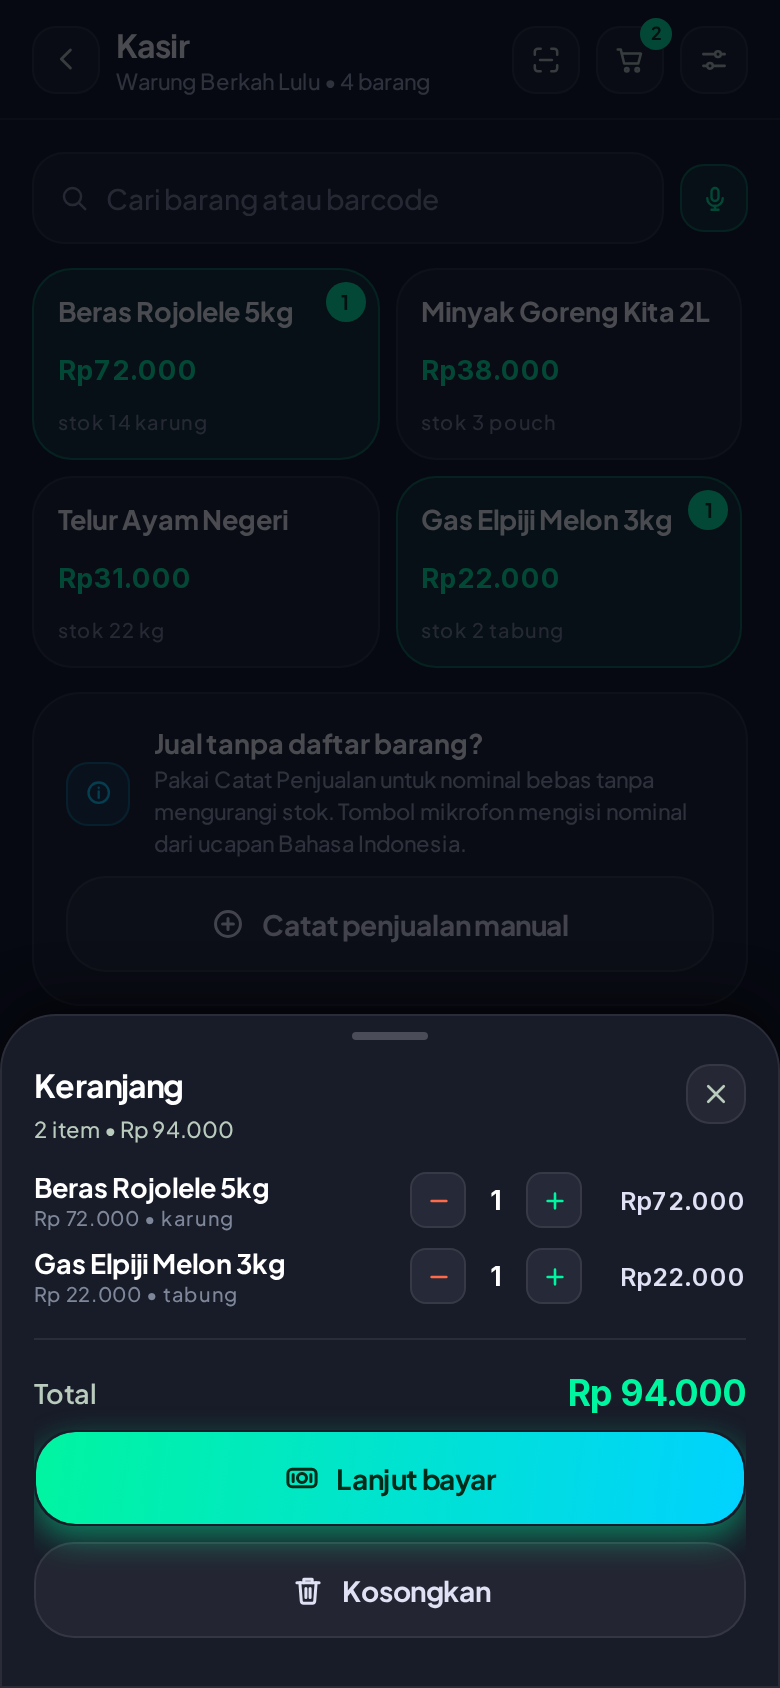 Kasir
Warung Berkah Lulu • 4 barang
2
Cari barang atau barcode
Beras Rojolele 5kg
1
Rp72.000
stok 14 karung
Minyak Goreng Kita 2L
Rp38.000
stok 3 pouch
Telur Ayam Negeri
Rp31.000
stok 22 kg
Gas Elpiji Melon 3kg
1
Rp22.000
stok 2 tabung
Jual tanpa daftar barang?
Pakai Catat Penjualan untuk nominal bebas tanpa
mengurangi stok. Tombol mikrofon mengisi nominal
dari ucapan Bahasa Indonesia.
Catat penjualan manual
Keranjang
2 item • Rp 94.000
Beras Rojolele 5kg
Rp 72.000 • karung
1
Rp72.000
Gas Elpiji Melon 3kg
Rp 22.000 • tabung
1
Rp22.000
Total
Rp 94.000
Lanjut bayar
Kosongkan